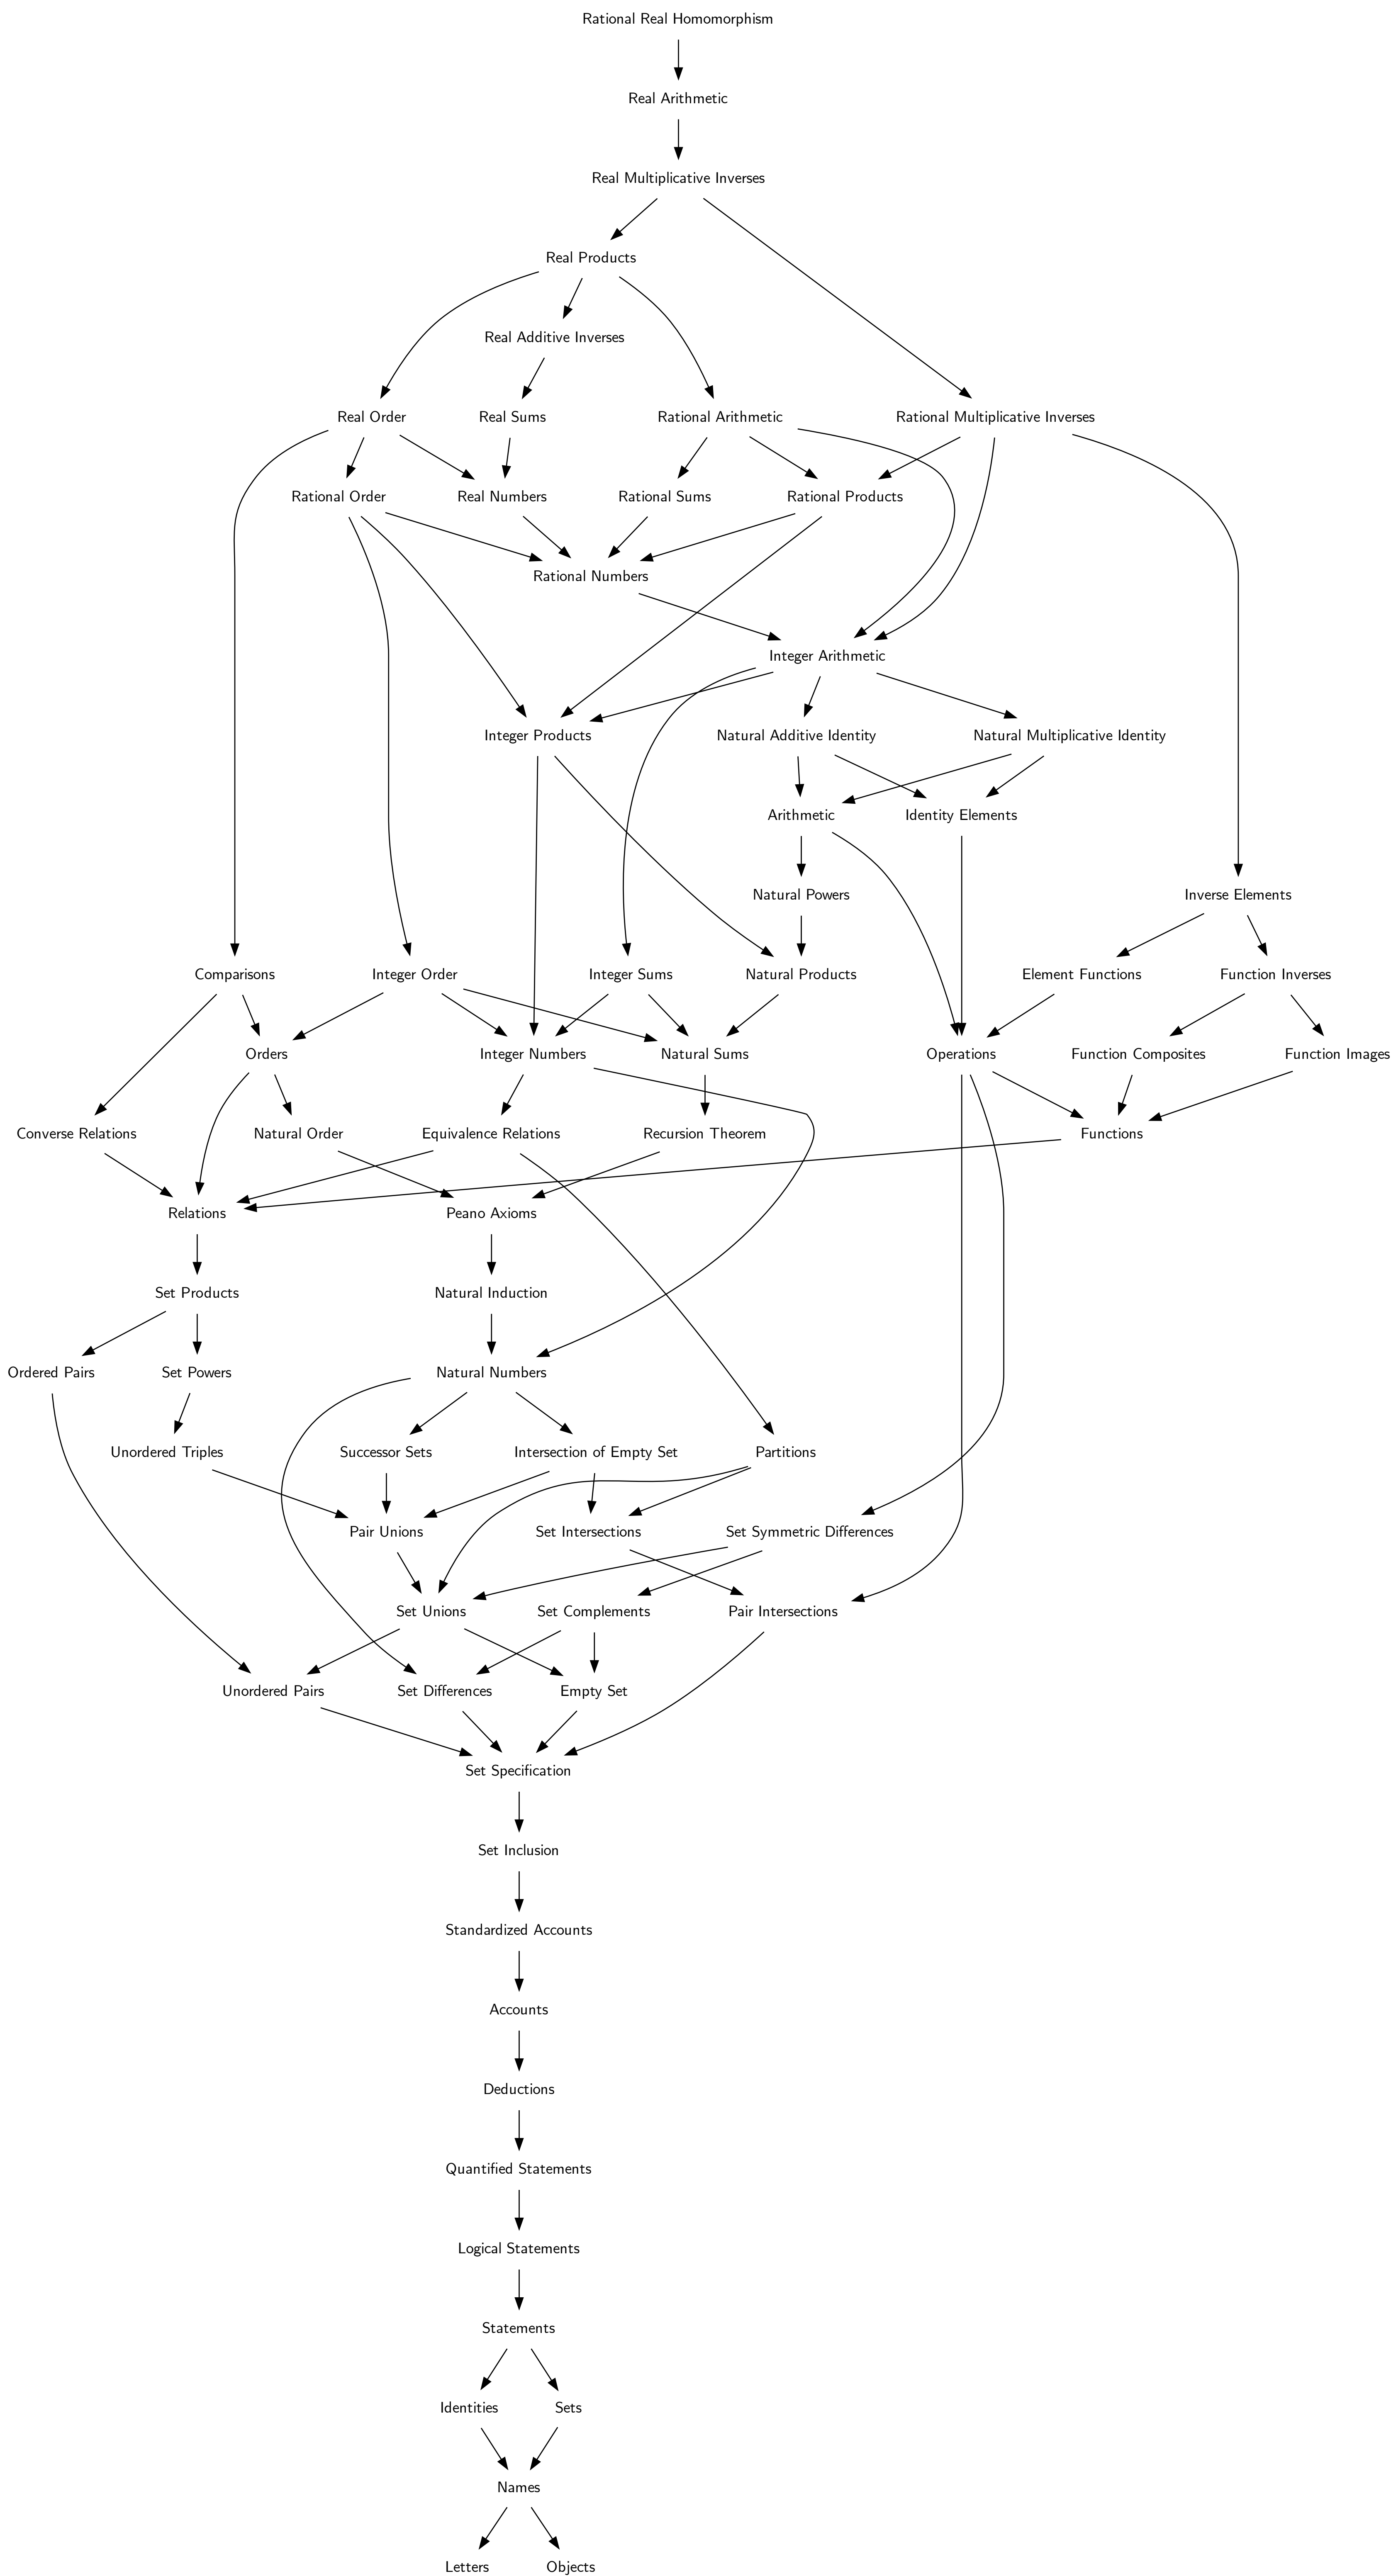 Rational Real Homomorphism
Real Arithmetic
Real Multiplicative Inverses
Real Products
Real Additive Inverses
Real Order
Real Sums
Rational Arithmetic
Rational Multiplicative Inverses
Rational Order
Real Numbers
Rational Sums
Rational Products
Rational Numbers
Integer Arithmetic
Integer Products
Natural Additive Identity
Natural Multiplicative Identity
Arithmetic
Identity Elements
Natural Powers
Inverse Elements
Comparisons
Integer Order
Integer Sums
Natural Products
Element Functions
Function Inverses
Orders
Integer Numbers
Natural Sums
Operations
Function Composites
Function Images
Converse Relations
Natural Order
Equivalence Relations
Recursion Theorem
Functions
Relations
Peano Axioms
Set Products
Natural Induction
Ordered Pairs
Set Powers
Natural Numbers
Unordered Triples
Successor Sets
Intersection of Empty Set
Partitions
Pair Unions
Set Intersections
Set Symmetric Differences
Set Unions
Set Complements
Pair Intersections
Unordered Pairs
Set Differences
Empty Set
Set Specification
Set Inclusion
Standardized Accounts
Accounts
Deductions
Quantified Statements
Logical Statements
Statements
Identities
Sets
Names
Letters
Objects